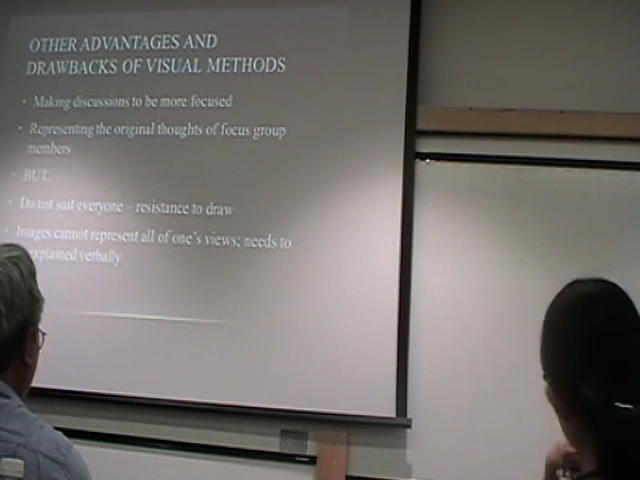 OTHER ADVANTAGES AND
DRAWBACKS OF VISUAL METHODS
• Making discussions to be more focused
• Representing the original thoughts of focus group
members
• BUT..
• Do not suit everyone – resistance to draw
• Images cannot represent all of one's views; needs to
explained verbally